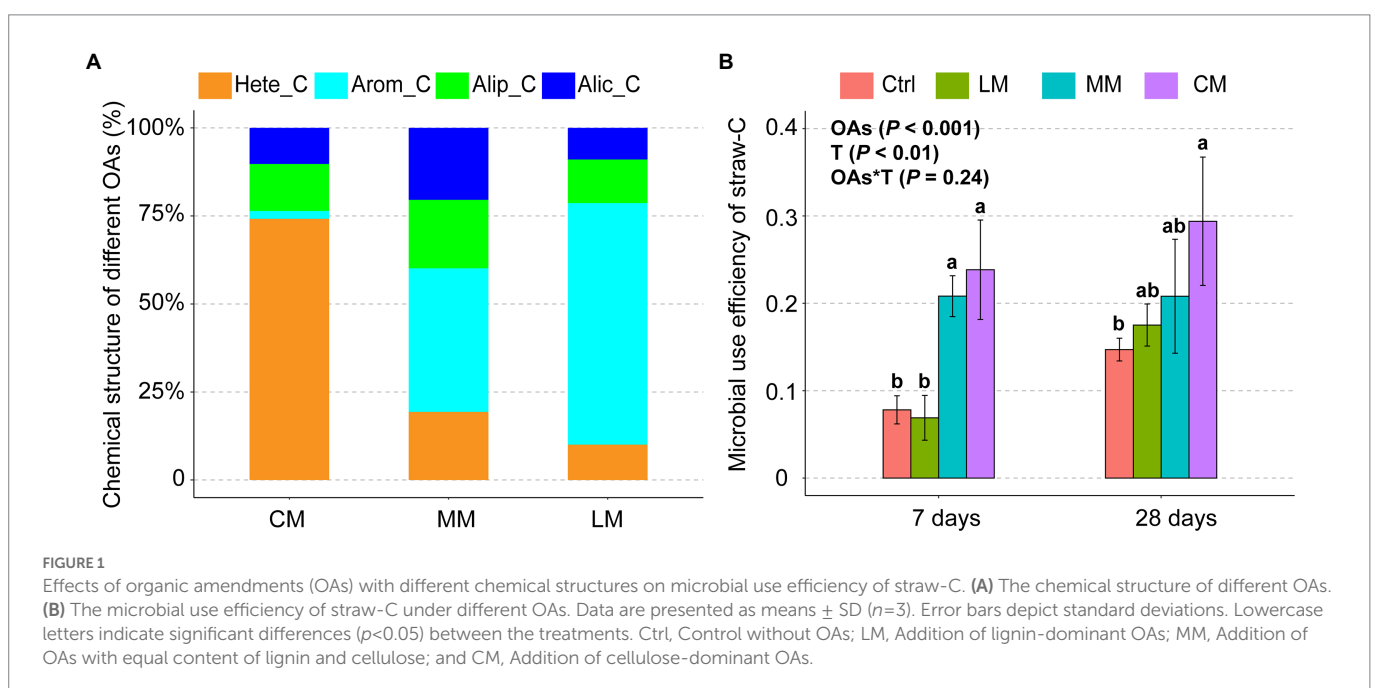 A
Hete_C Arom_C Alip_C Alic_C
Chemical structure of different OAs (%)
100%
75%
50%
25%
0
CM MM LM
B
Ctrl LM MM CM
Microbial use efficiency of straw-C
0.4
0.3
0.2
0.1
0
OAs (P < 0.001)
T (P < 0.01)
OAs*T (P = 0.24)
b b a a
b ab ab a
7 days 28 days
FIGURE 1
Effects of organic amendments (OAs) with different chemical structures on microbial use efficiency of straw-C. (A) The chemical structure of different OAs.
(B) The microbial use efficiency of straw-C under different OAs. Data are presented as means ± SD (n=3). Error bars depict standard deviations. Lowercase
letters indicate significant differences (p<0.05) between the treatments. Ctrl, Control without OAs; LM, Addition of lignin-dominant OAs; MM, Addition of
OAs with equal content of lignin and cellulose; and CM, Addition of cellulose-dominant OAs.